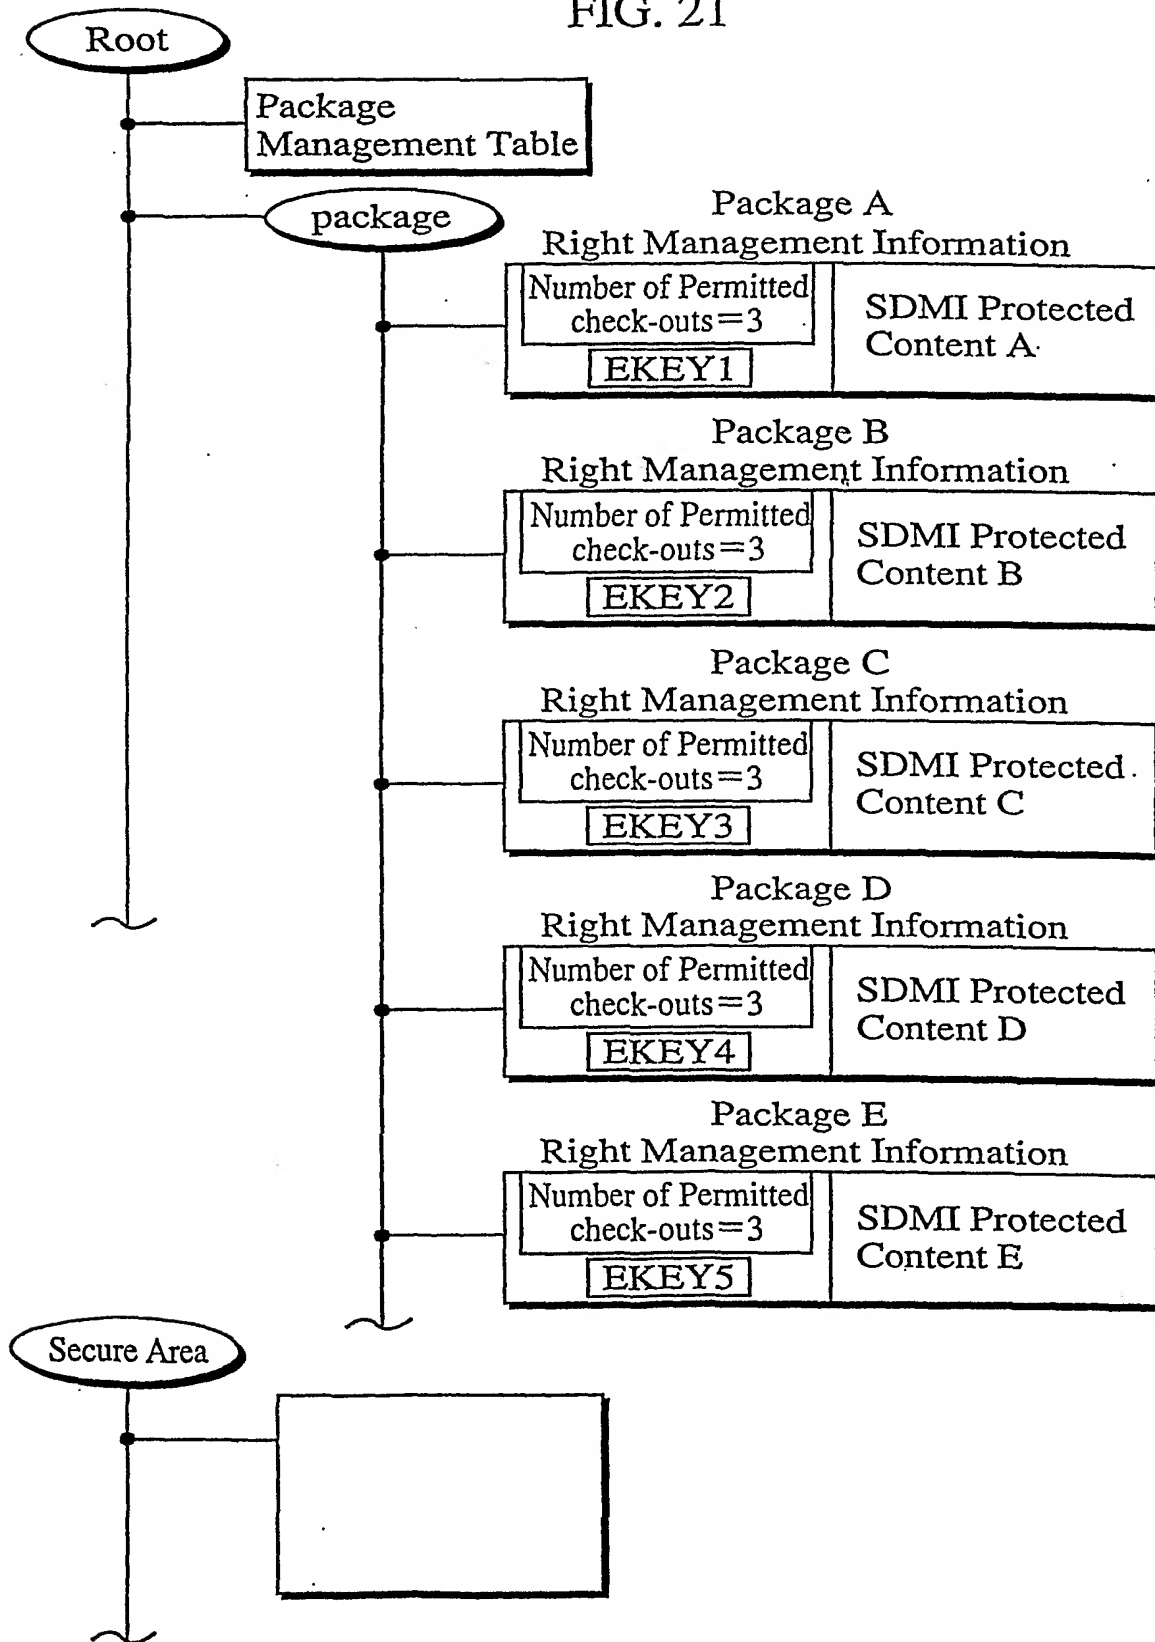 FIG. 21
Root
Package
Management Table
package
Package A
Right Management Information
Number of Permitted
check-outs=3
EKEY1
SDMI Protected
Content A
Package B
Right Management Information
Number of Permitted
check-outs=3
EKEY2
SDMI Protected
Content B
Package C
Right Management Information
Number of Permitted
check-outs=3
EKEY3
SDMI Protected
Content C
Package D
Right Management Information
Number of Permitted
check-outs=3
EKEY4
SDMI Protected
Content D
Package E
Right Management Information
Number of Permitted
check-outs=3
EKEY5
SDMI Protected
Content E
Secure Area